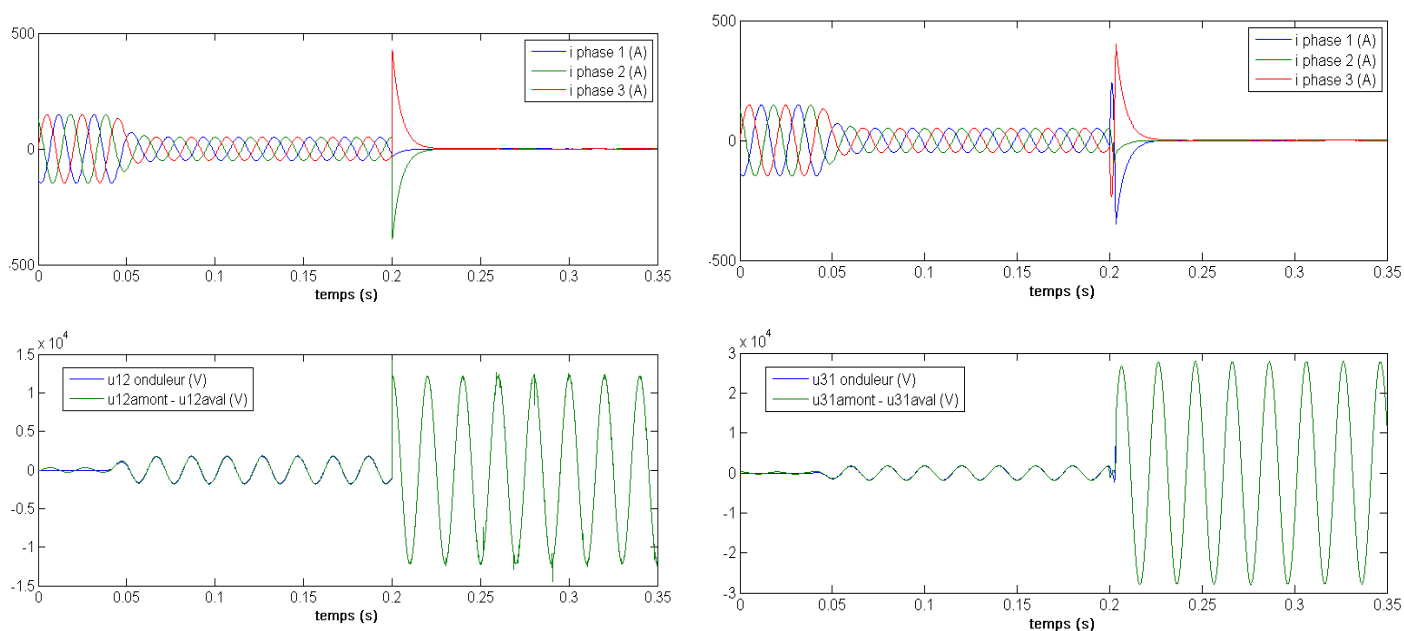 500
0
-500
i phase 1 (A)
i phase 2 (A)
i phase 3 (A)
0 0.05 0.1 0.15 0.2 0.25 0.3 0.35
temps (s)
500
0
-500
i phase 1 (A)
i phase 2 (A)
i phase 3 (A)
0 0.05 0.1 0.15 0.2 0.25 0.3 0.35
temps (s)
x 10^4
1.5
1
0.5
0
-0.5
-1
-1.5
u12 onduleur (V)
u12amont - u12aval (V)
0 0.05 0.1 0.15 0.2 0.25 0.3 0.35
temps (s)
x 10^4
3
2
1
0
-1
-2
-3
u31 onduleur (V)
u31amont - u31aval (V)
0 0.05 0.1 0.15 0.2 0.25 0.3 0.35
temps (s)